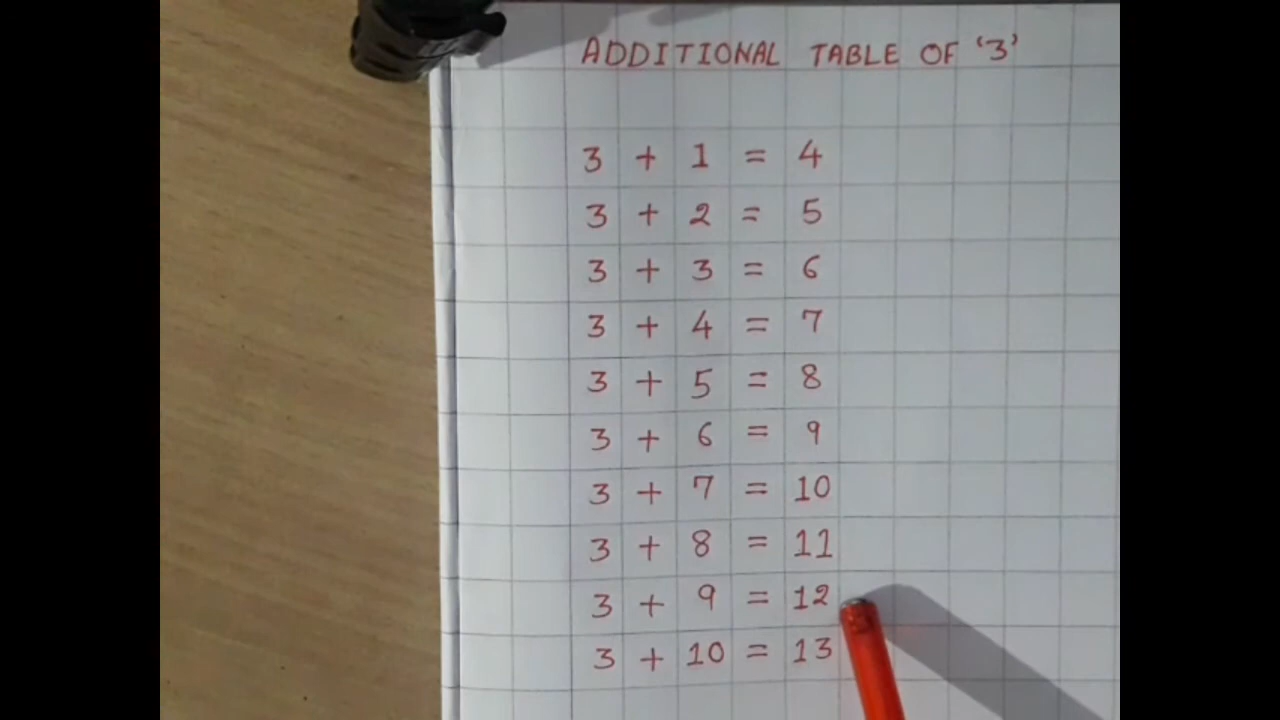 ADDITIONAL TABLE OF '3'
3 + 1 = 4
3 + 2 = 5
3 + 3 = 6
3 + 4 = 7
3 + 5 = 8
3 + 6 = 9
3 + 7 = 10
3 + 8 = 11
3 + 9 = 12
3 + 10 = 13